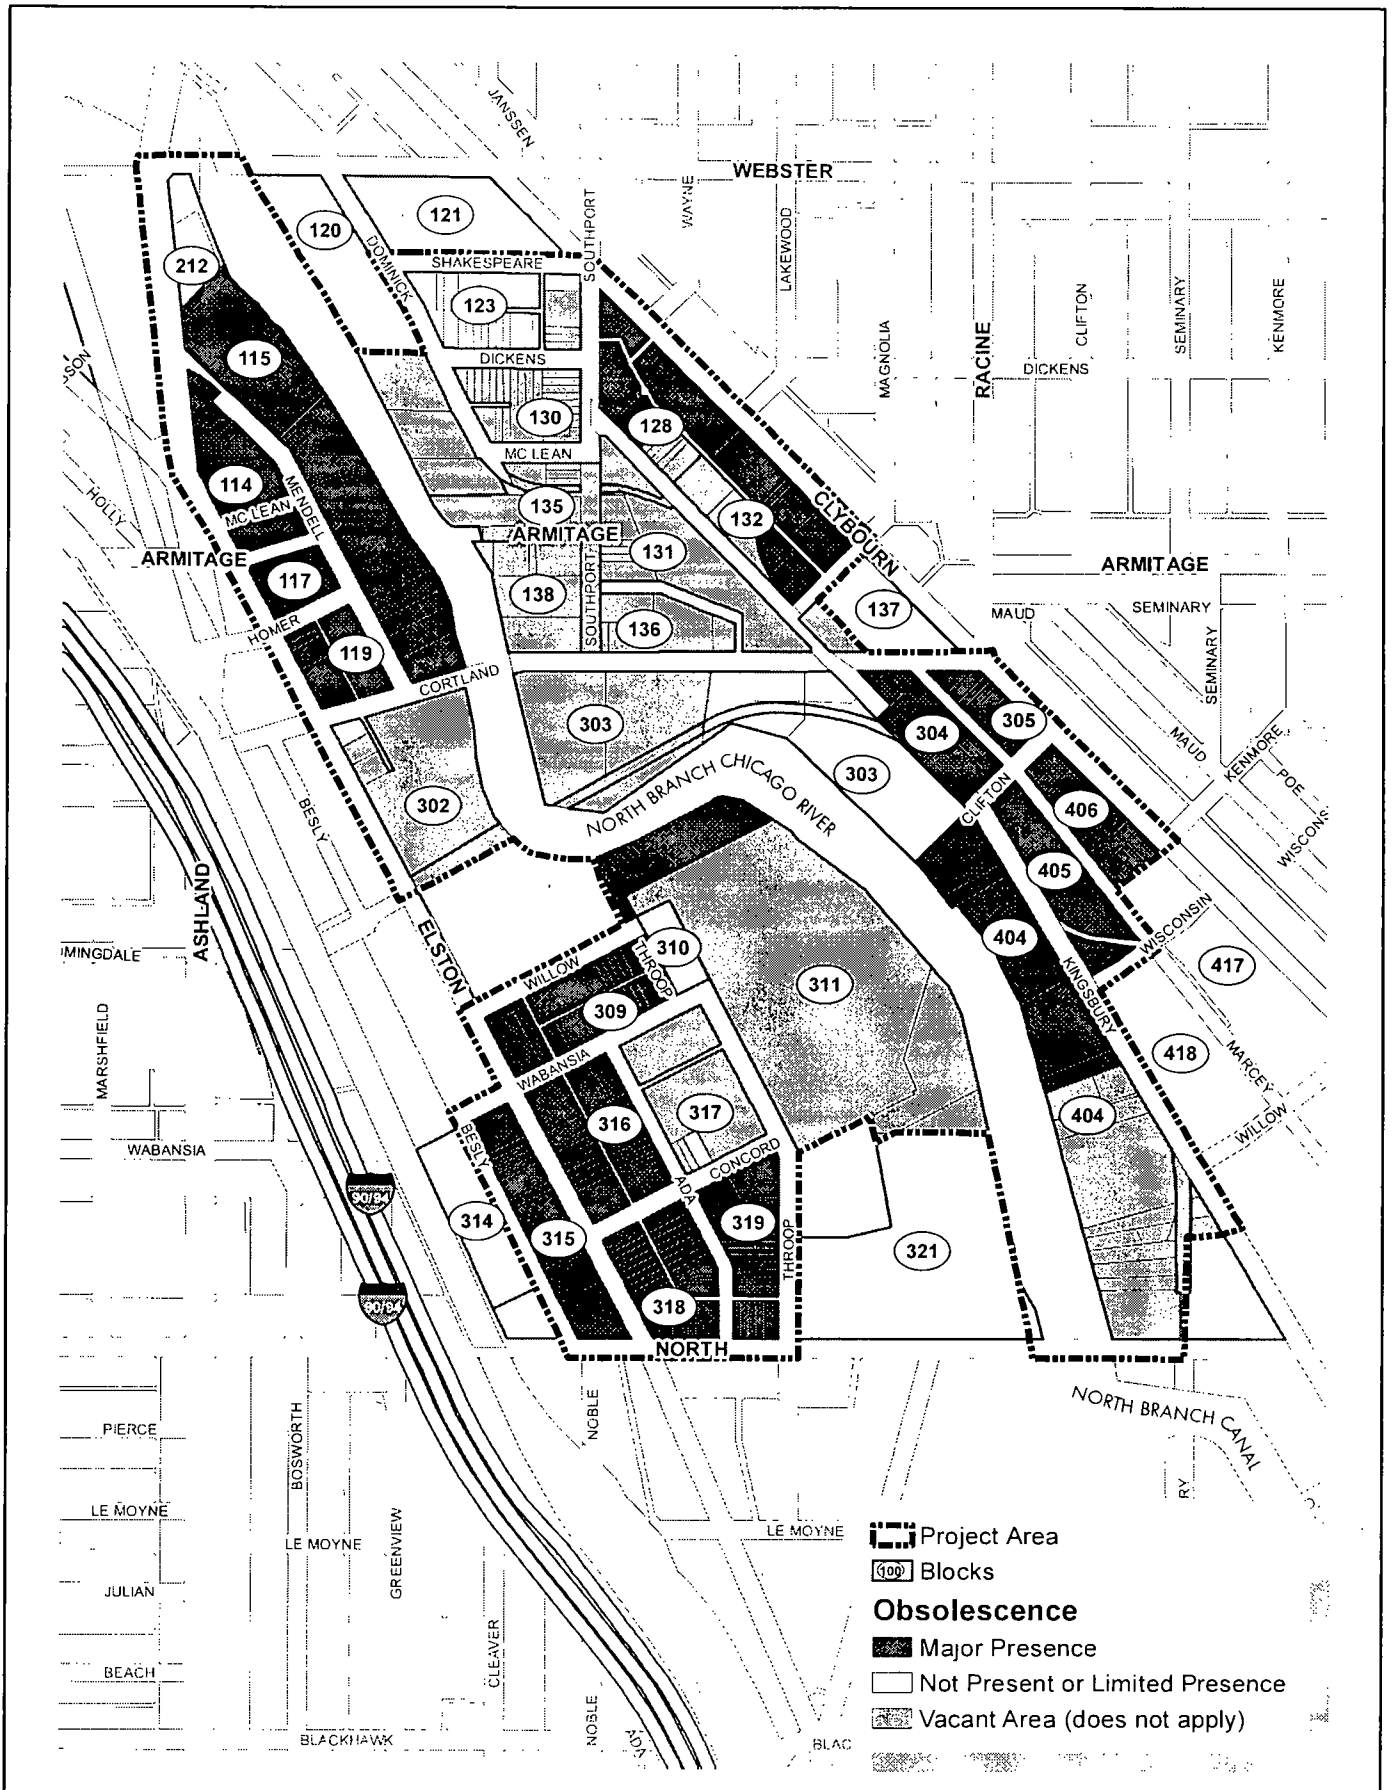 JANSSEN
WEBSTER
SOUTHPORT
WAYNE
LAKEWOOD
121
120
DOMINICK
SHAKESPEARE
212
123
CLIFTON
SEMINARY
KENMORE
MAGNOLIA
RACINE
115
DICKENS
DICKENS
130
128
MC LEAN
114
MENDELL
MC LEAN
HOLLY
135
132
CLYBOURN
ARMITAGE
ARMITAGE
131
ARMITAGE
117
138
SOUTHPORT
137
SEMINARY
MAUD
HOMER
136
119
SEMINARY
CORTLAND
303
304
305
MAUD
KENMORE
POE
303
302
NORTH BRANCH CHICAGO RIVER
CLIFTON
406
BESLY
405
ASHLAND
WISCONSIN
ELSTON
404
310
WILLOW
THROOP
417
311
309
KINGSBURY
MARSHFIELD
WABANSIA
418
MARCEY
316
317
404
WILLOW
BESLY
WABANSIA
CONCORD
90/94
ADA
314
315
319
THROOP
321
90/94
318
NORTH
NORTH BRANCH CANAL
NOBLE
PIERCE
BOSWORTH
LE MOYNE
LE MOYNE
GREENVIEW
LE MOYNE
JULIAN
CLEAVER
BEACH
NOBLE
ADA
BLACKHAWK
Project Area
100 Blocks
Obsolescence
Major Presence
Not Present or Limited Presence
Vacant Area (does not apply)